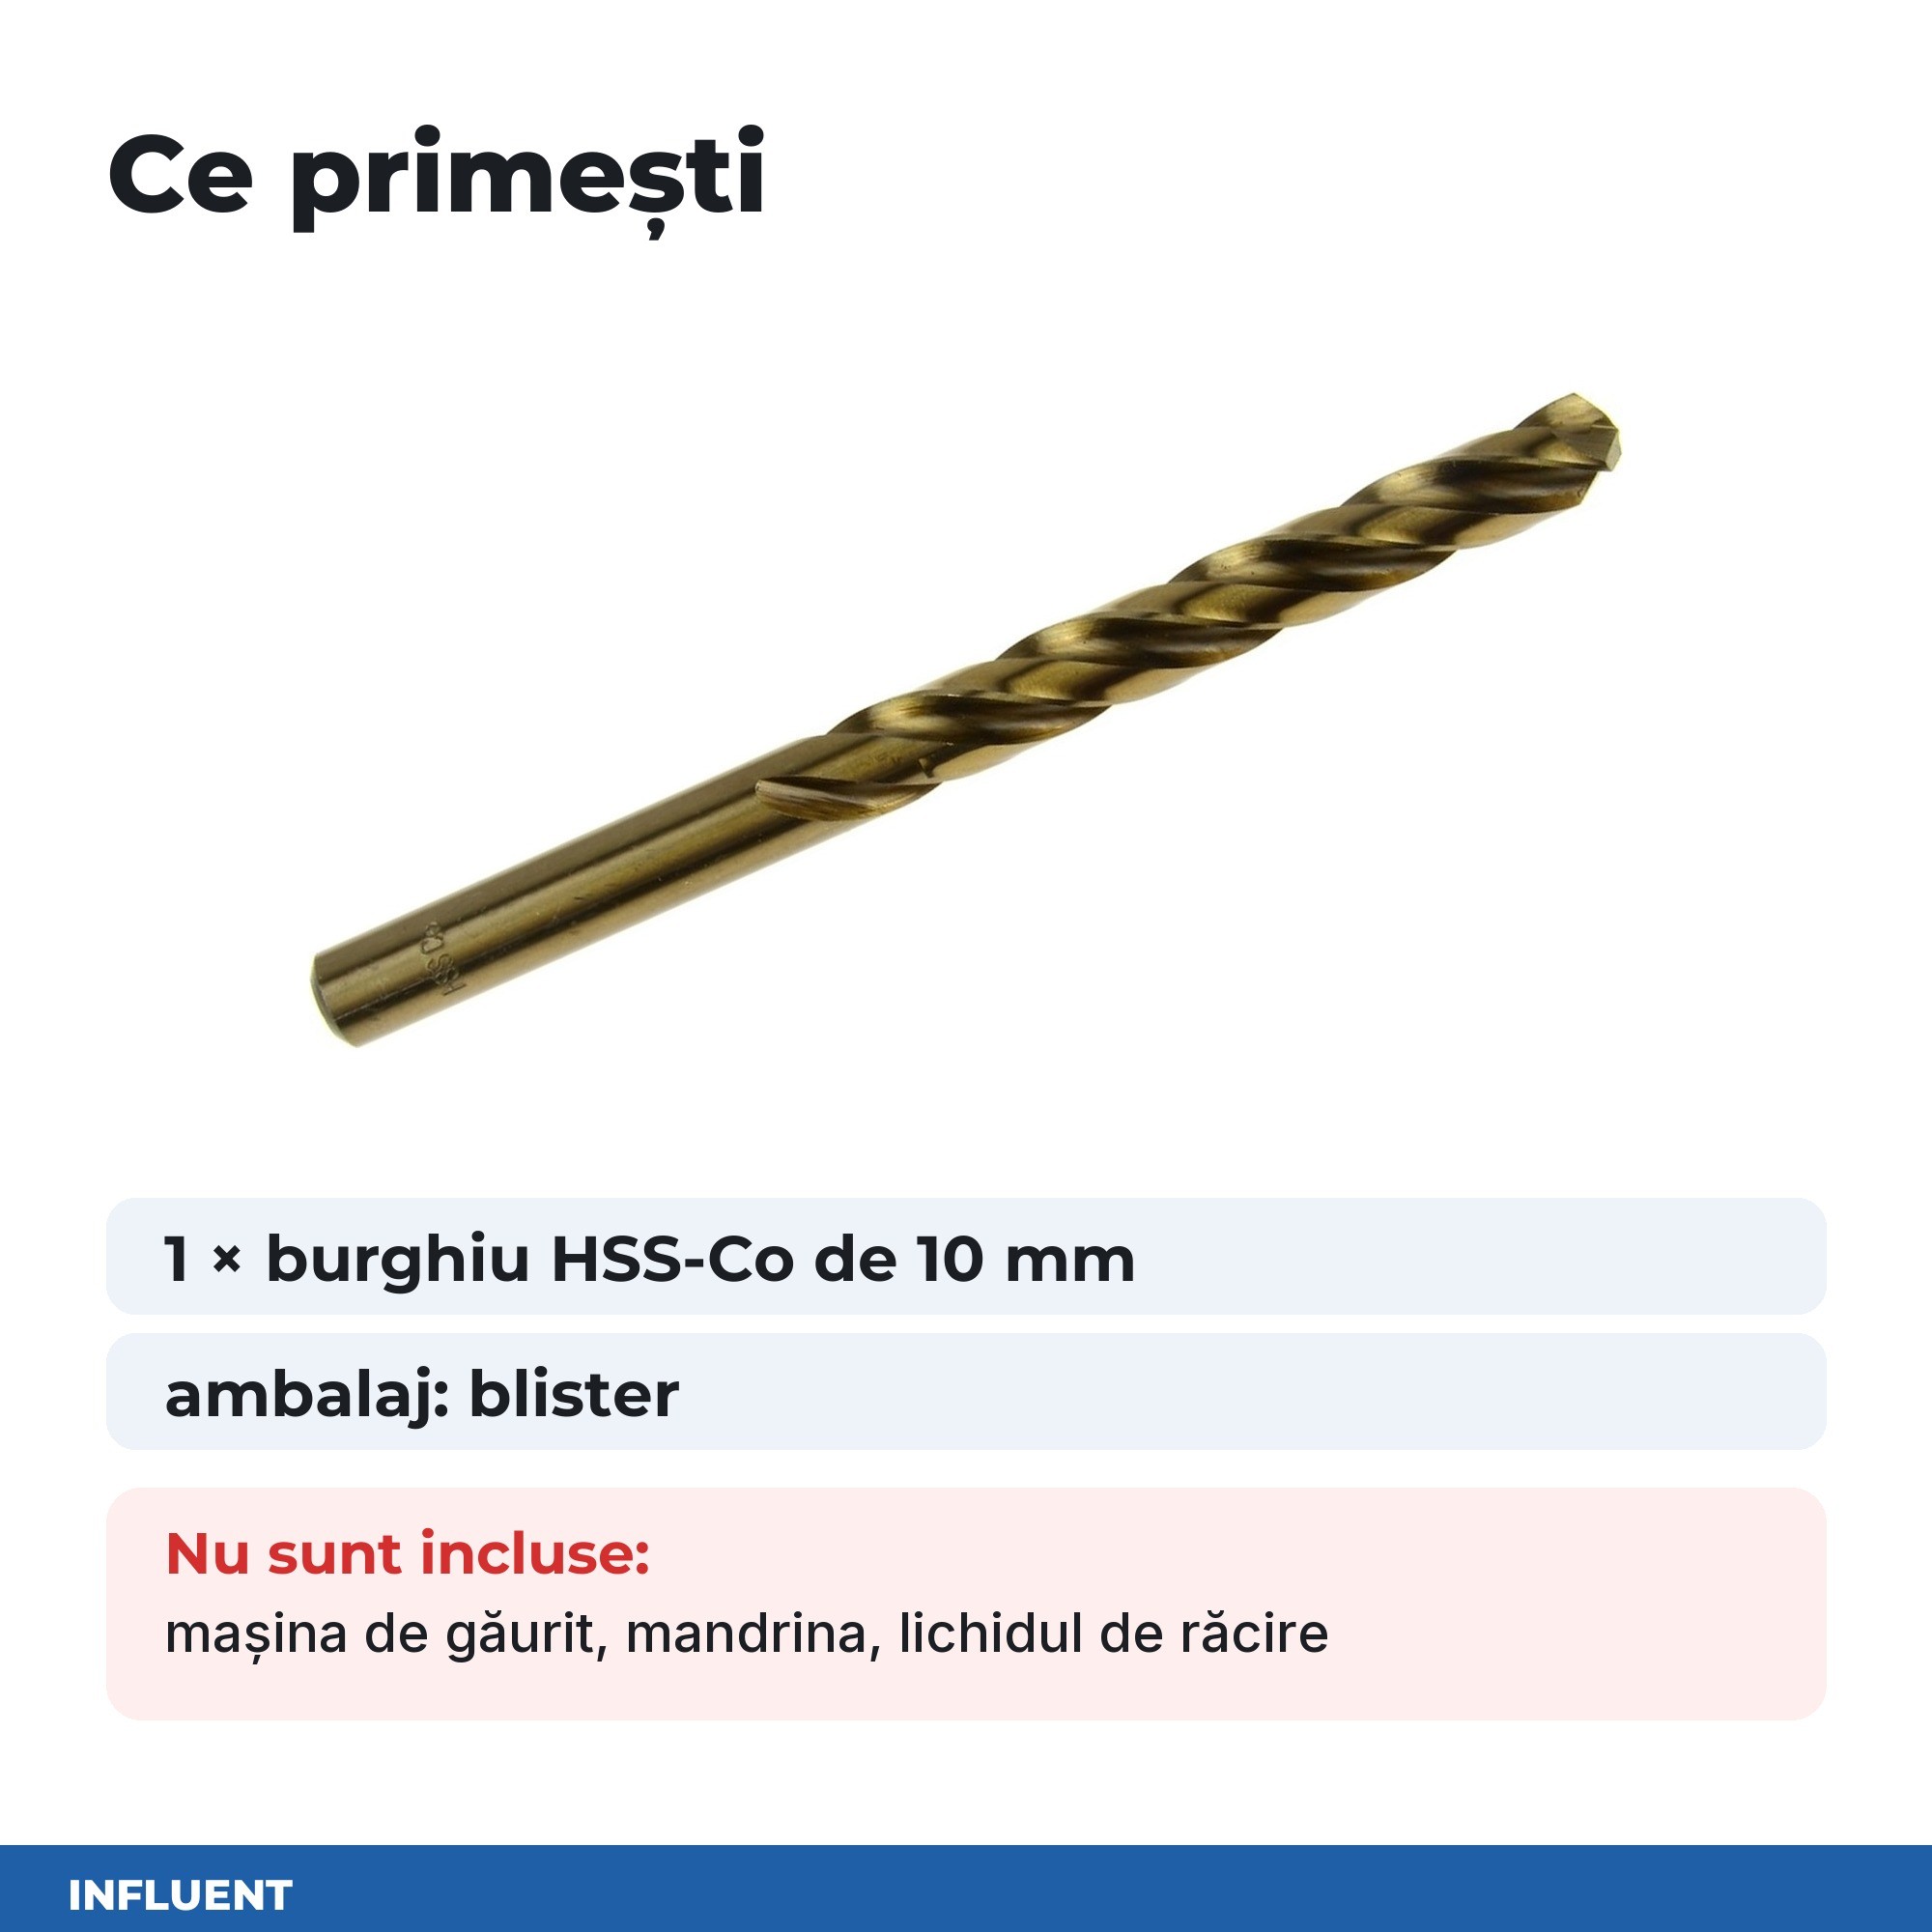 Ce primești
HSS Co
1 × burghiu HSS-Co de 10 mm
ambalaj: blister
Nu sunt incluse:
mașina de găurit, mandrina, lichidul de răcire
INFLUENT